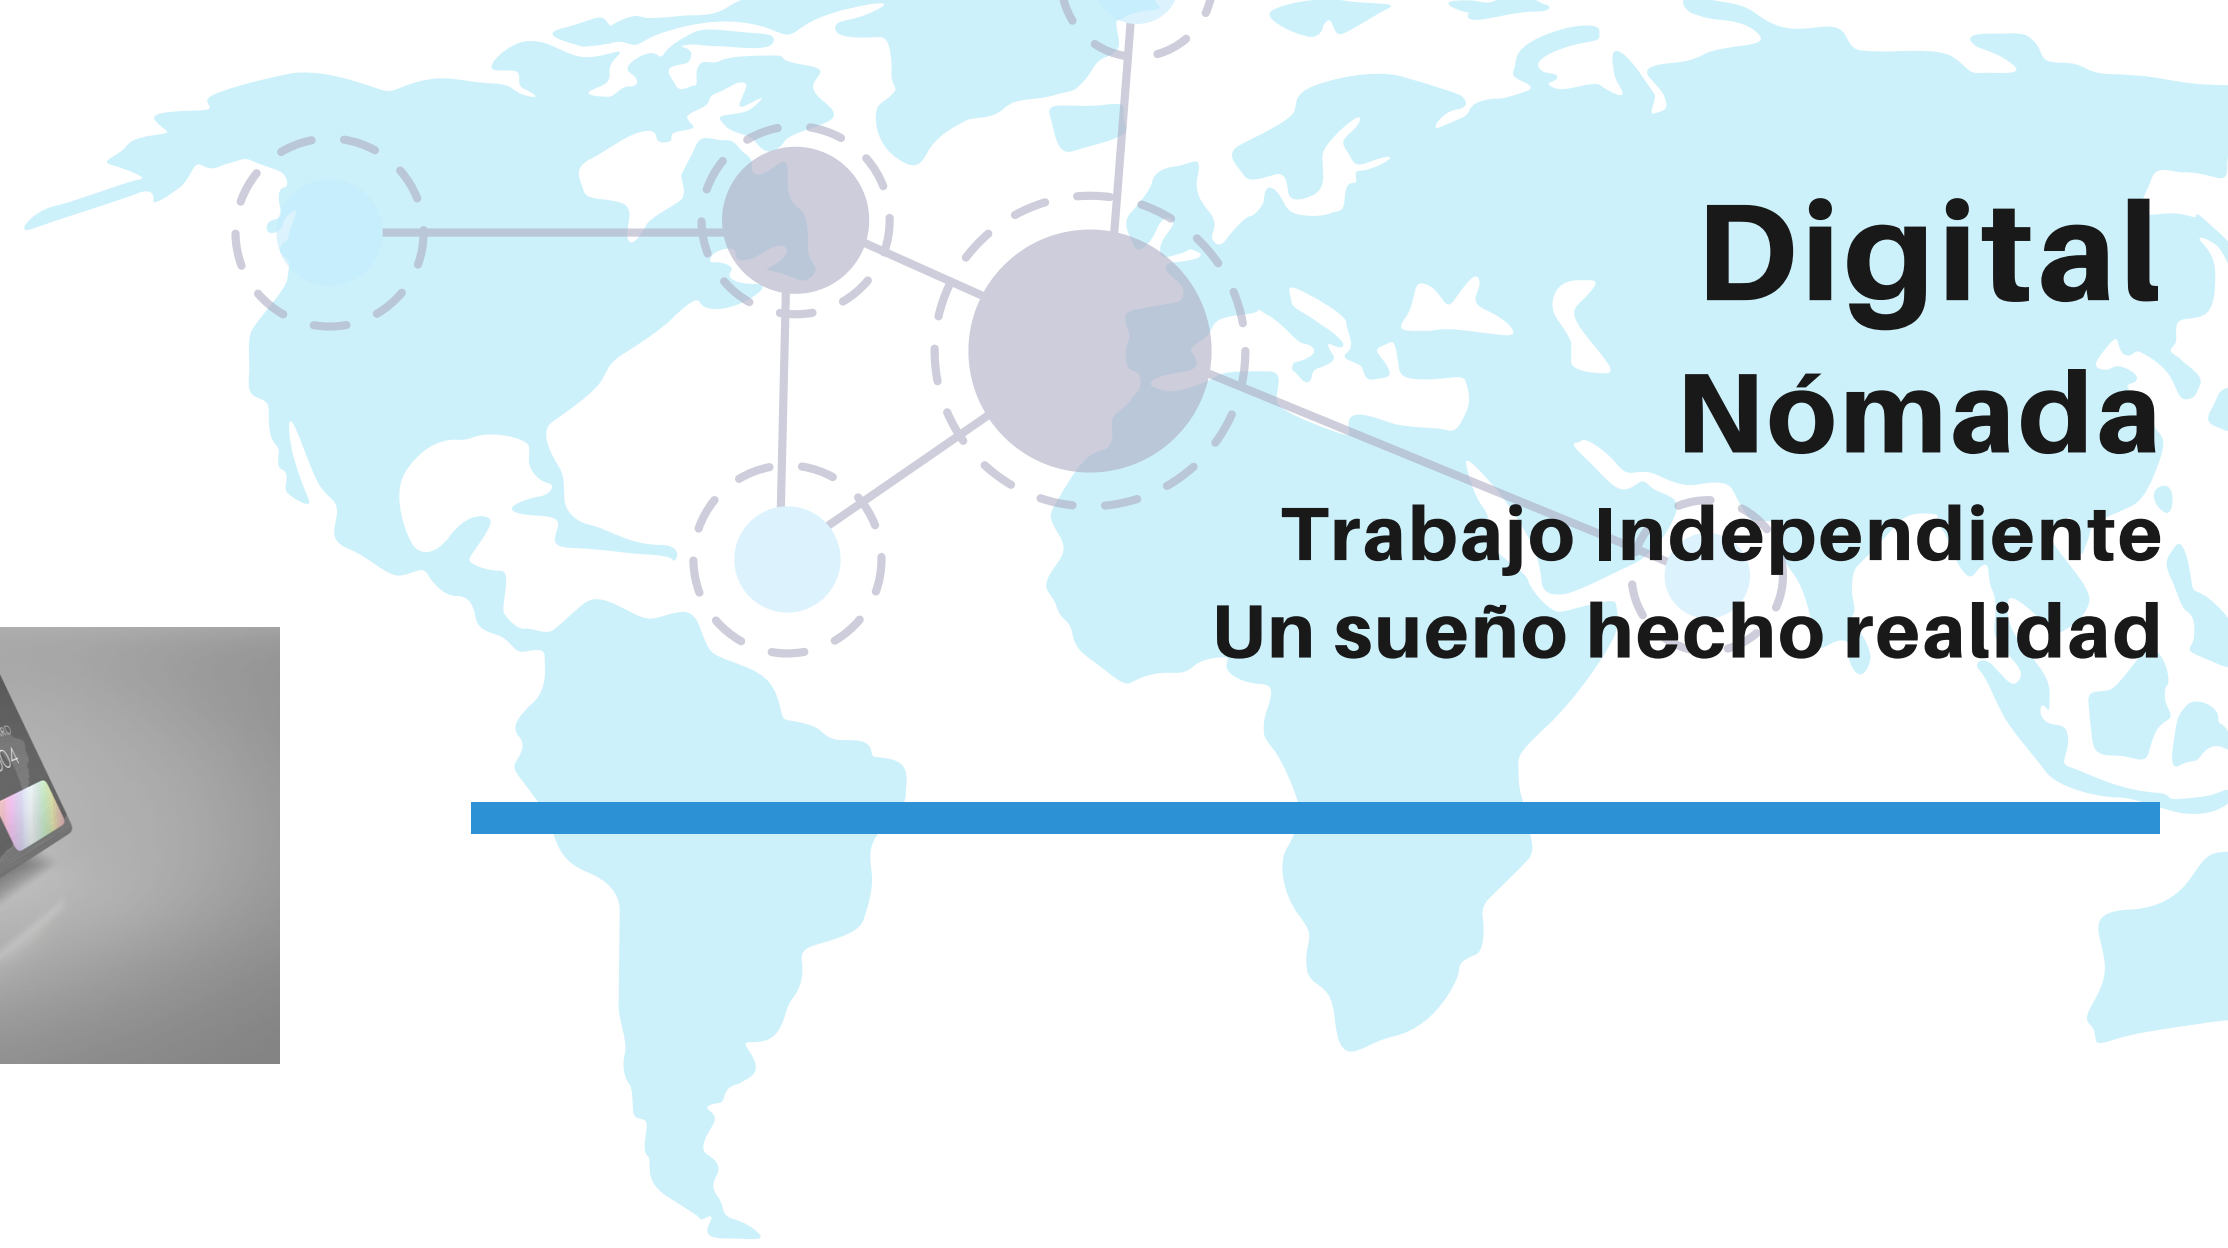 Digital
Nómada
Trabajo Independiente
Un sueño hecho realidad